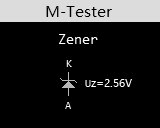 M-Tester
Zener
K
Uz=2.56V
A